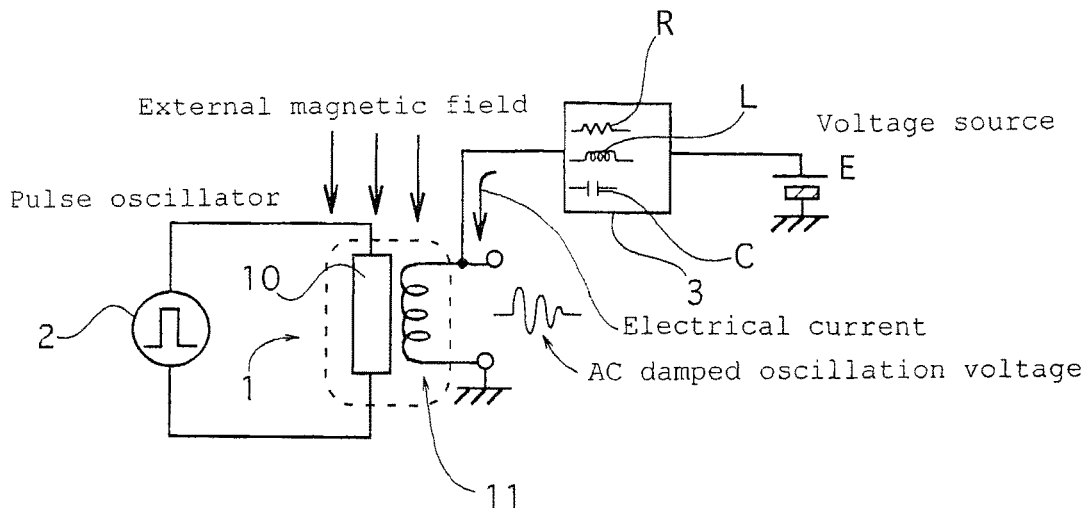 R
L
External magnetic field
Voltage source
E
Pulse oscillator
10
C
3
2
Electrical current
1
AC damped oscillation voltage
11